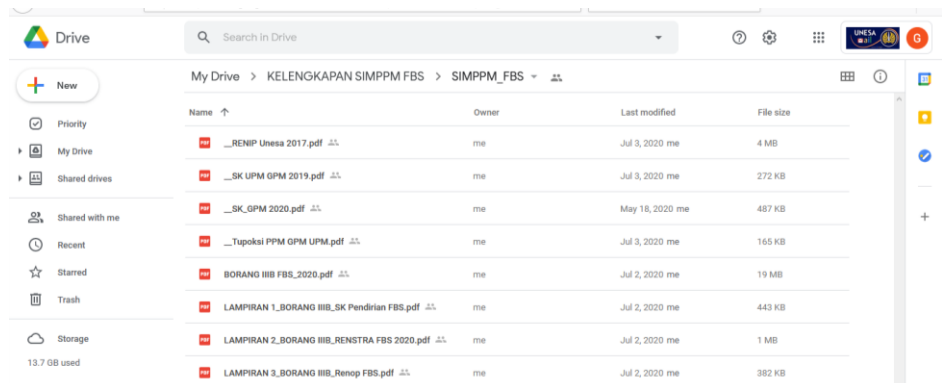 Drive
Search in Drive
UNESA
mail
G
New
My Drive > KELENGKAPAN SIMPPM FBS > SIMPPM_FBS
Name Owner Last modified File size
Priority
My Drive
Shared drives
Shared with me
Recent
Starred
Trash
Storage
13.7 GB used
__RENIP Unesa 2017.pdf me Jul 3, 2020 me 4 MB
__SK UPM GPM 2019.pdf me Jul 3, 2020 me 272 KB
__SK_GPM 2020.pdf me May 18, 2020 me 487 KB
__Tupoksi PPM GPM UPM.pdf me Jul 3, 2020 me 165 KB
BORANG IIIB FBS_2020.pdf me Jul 2, 2020 me 19 MB
LAMPIRAN 1_BORANG IIIB_SK Pendirian FBS.pdf me Jul 2, 2020 me 443 KB
LAMPIRAN 2_BORANG IIIB_RENSTRA FBS 2020.pdf me Jul 2, 2020 me 1 MB
LAMPIRAN 3_BORANG IIIB_Renop FBS.pdf me Jul 2, 2020 me 382 KB